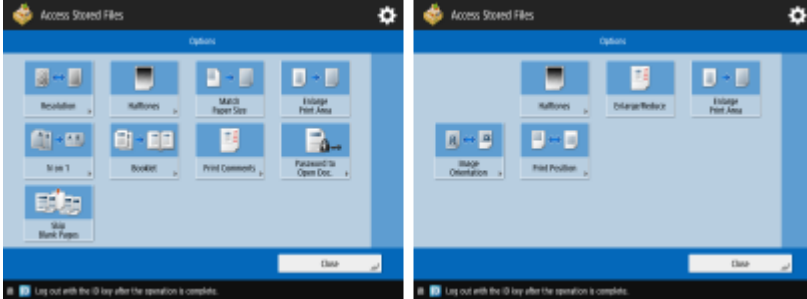 Access Stored Files
Options
Resolution
Halftones
Match
Paper Size
Enlarge
Print Area
N on 1
Booklet
Print Comments
Password to
Open Doc.
Skip
Blank Pages
Close
Log out with the ID key after the operation is complete.
Access Stored Files
Options
Halftones
Enlarge/Reduce
Enlarge
Print Area
Image
Orientation
Print Position
Close
Log out with the ID key after the operation is complete.